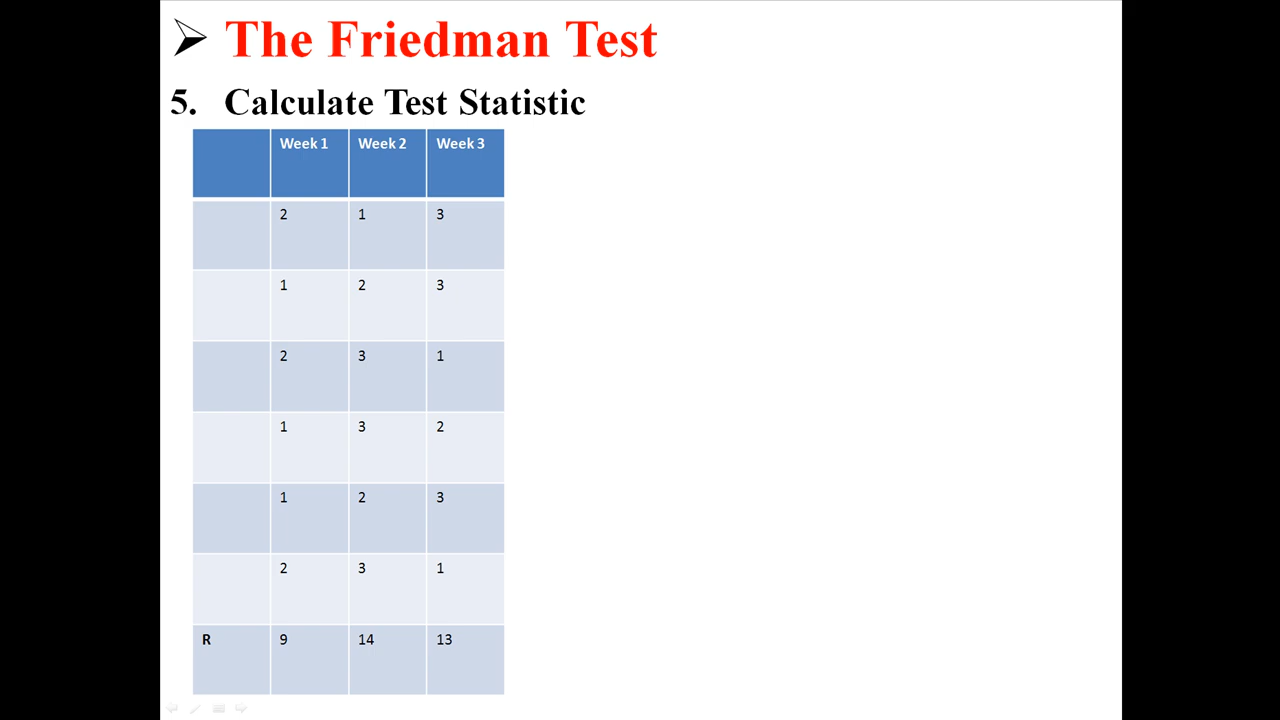 The Friedman Test
5. Calculate Test Statistic
Week 1 Week 2 Week 3
2 1 3
1 2 3
2 3 1
1 3 2
1 2 3
2 3 1
R 9 14 13